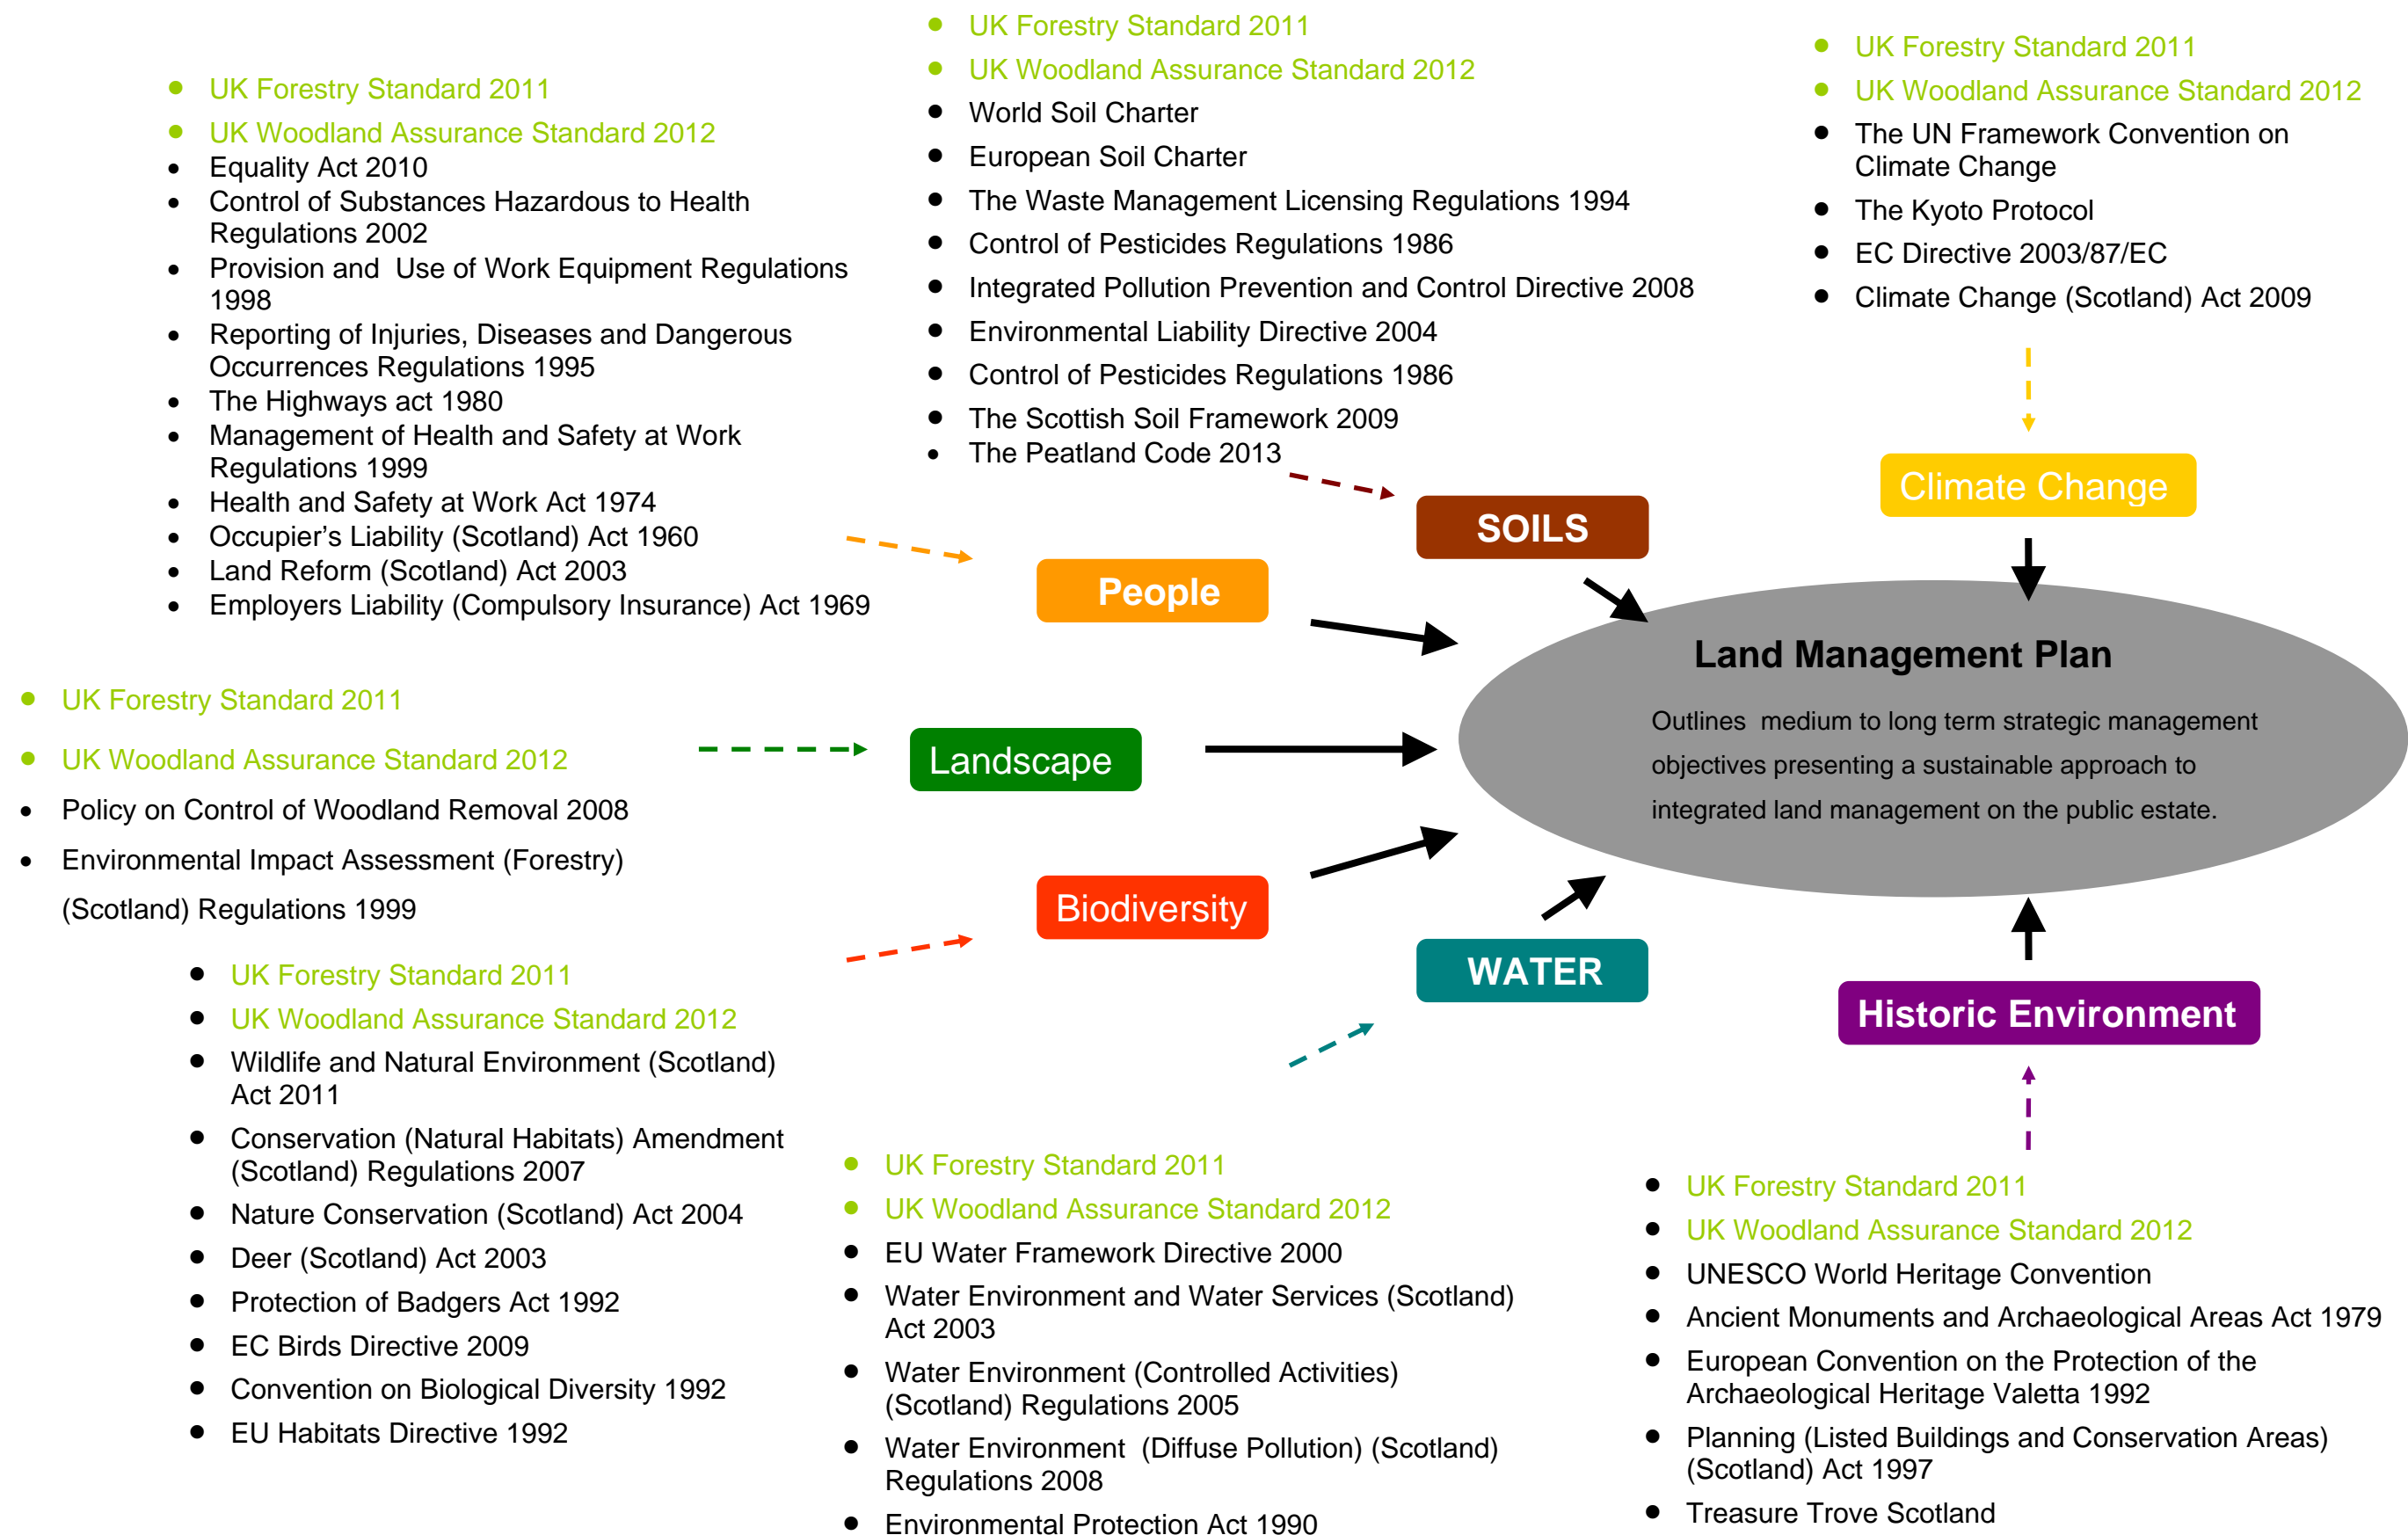 UK Forestry Standard 2011
UK Woodland Assurance Standard 2012
Equality Act 2010
Control of Substances Hazardous to Health
Regulations 2002
Provision and  Use of Work Equipment Regulations
1998
Reporting of Injuries, Diseases and Dangerous
Occurrences Regulations 1995
The Highways act 1980
Management of Health and Safety at Work
Regulations 1999
Health and Safety at Work Act 1974
Occupier’s Liability (Scotland) Act 1960
Land Reform (Scotland) Act 2003
Employers Liability (Compulsory Insurance) Act 1969
UK Forestry Standard 2011
UK Woodland Assurance Standard 2012
World Soil Charter
European Soil Charter
The Waste Management Licensing Regulations 1994
Control of Pesticides Regulations 1986
Integrated Pollution Prevention and Control Directive 2008
Environmental Liability Directive 2004
Control of Pesticides Regulations 1986
The Scottish Soil Framework 2009
The Peatland Code 2013
UK Forestry Standard 2011
UK Woodland Assurance Standard 2012
The UN Framework Convention on
Climate Change
The Kyoto Protocol
EC Directive 2003/87/EC
Climate Change (Scotland) Act 2009
Climate Change
SOILS
People
Land Management Plan
Outlines  medium to long term strategic management
objectives presenting a sustainable approach to
integrated land management on the public estate.
UK Forestry Standard 2011
UK Woodland Assurance Standard 2012
Policy on Control of Woodland Removal 2008
Environmental Impact Assessment (Forestry)
(Scotland) Regulations 1999
Landscape
Biodiversity
WATER
Historic Environment
UK Forestry Standard 2011
UK Woodland Assurance Standard 2012
Wildlife and Natural Environment (Scotland)
Act 2011
Conservation (Natural Habitats) Amendment
(Scotland) Regulations 2007
Nature Conservation (Scotland) Act 2004
Deer (Scotland) Act 2003
Protection of Badgers Act 1992
EC Birds Directive 2009
Convention on Biological Diversity 1992
EU Habitats Directive 1992
UK Forestry Standard 2011
UK Woodland Assurance Standard 2012
EU Water Framework Directive 2000
Water Environment and Water Services (Scotland)
Act 2003
Water Environment (Controlled Activities)
(Scotland) Regulations 2005
Water Environment  (Diffuse Pollution) (Scotland)
Regulations 2008
Environmental Protection Act 1990
UK Forestry Standard 2011
UK Woodland Assurance Standard 2012
UNESCO World Heritage Convention
Ancient Monuments and Archaeological Areas Act 1979
European Convention on the Protection of the
Archaeological Heritage Valetta 1992
Planning (Listed Buildings and Conservation Areas)
(Scotland) Act 1997
Treasure Trove Scotland